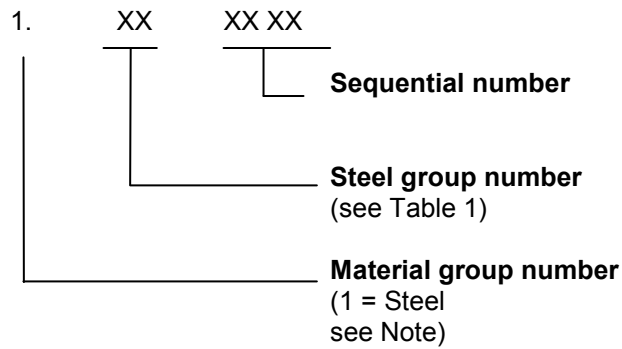 1. XX XX XX
Sequential number
Steel group number
(see Table 1)
Material group number
(1 = Steel
see Note)